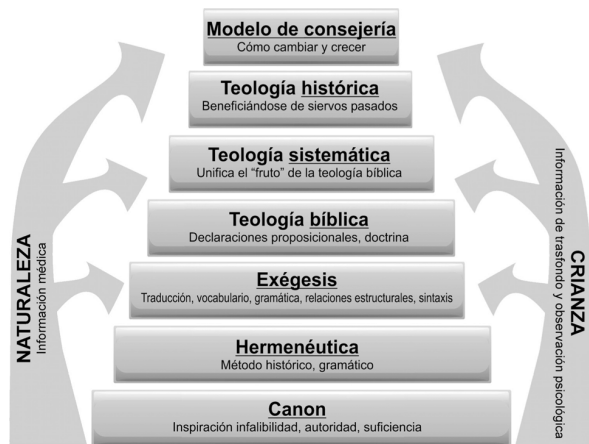 Modelo de consejería
Cómo cambiar y crecer
Teología histórica
Beneficiándose de siervos pasados
Teología sistemática
Unifica el "fruto" de la teología bíblica
Teología bíblica
Declaraciones proposicionales, doctrina
Exégesis
Traducción, vocabulario, gramática, relaciones estructurales, sintaxis
Hermenéutica
Método histórico, gramático
Canon
Inspiración infalibilidad, autoridad, suficiencia
NATURALEZA
Información médica
CRIANZA
Información de trasfondo y observación psicológica